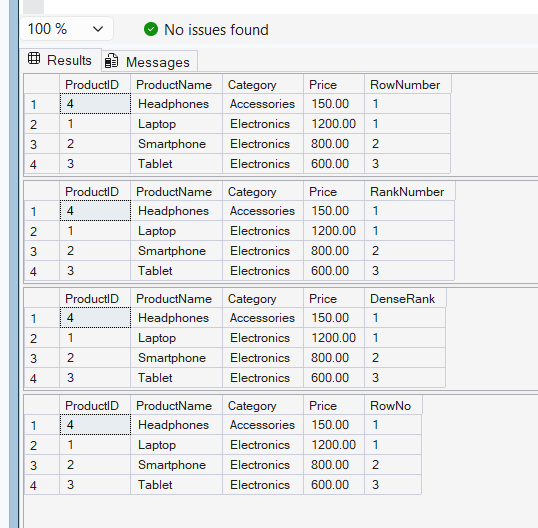 100 % No issues found
Results Messages
ProductID ProductName Category Price RowNumber
1 4 Headphones Accessories 150.00 1
2 1 Laptop Electronics 1200.00 1
3 2 Smartphone Electronics 800.00 2
4 3 Tablet Electronics 600.00 3
ProductID ProductName Category Price RankNumber
1 4 Headphones Accessories 150.00 1
2 1 Laptop Electronics 1200.00 1
3 2 Smartphone Electronics 800.00 2
4 3 Tablet Electronics 600.00 3
ProductID ProductName Category Price DenseRank
1 4 Headphones Accessories 150.00 1
2 1 Laptop Electronics 1200.00 1
3 2 Smartphone Electronics 800.00 2
4 3 Tablet Electronics 600.00 3
ProductID ProductName Category Price RowNo
1 4 Headphones Accessories 150.00 1
2 1 Laptop Electronics 1200.00 1
3 2 Smartphone Electronics 800.00 2
4 3 Tablet Electronics 600.00 3